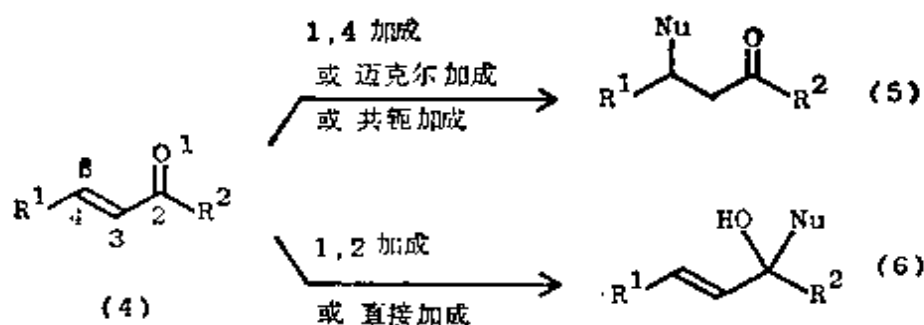 1,4 加成
或 迈克尔 加成
或 共轭加成
Nu
O
R¹
R²
(5)
β
O 1
R¹
4
3
2
R²
(4)
1,2 加成
或 直接加成
HO
Nu
R¹
R²
(6)